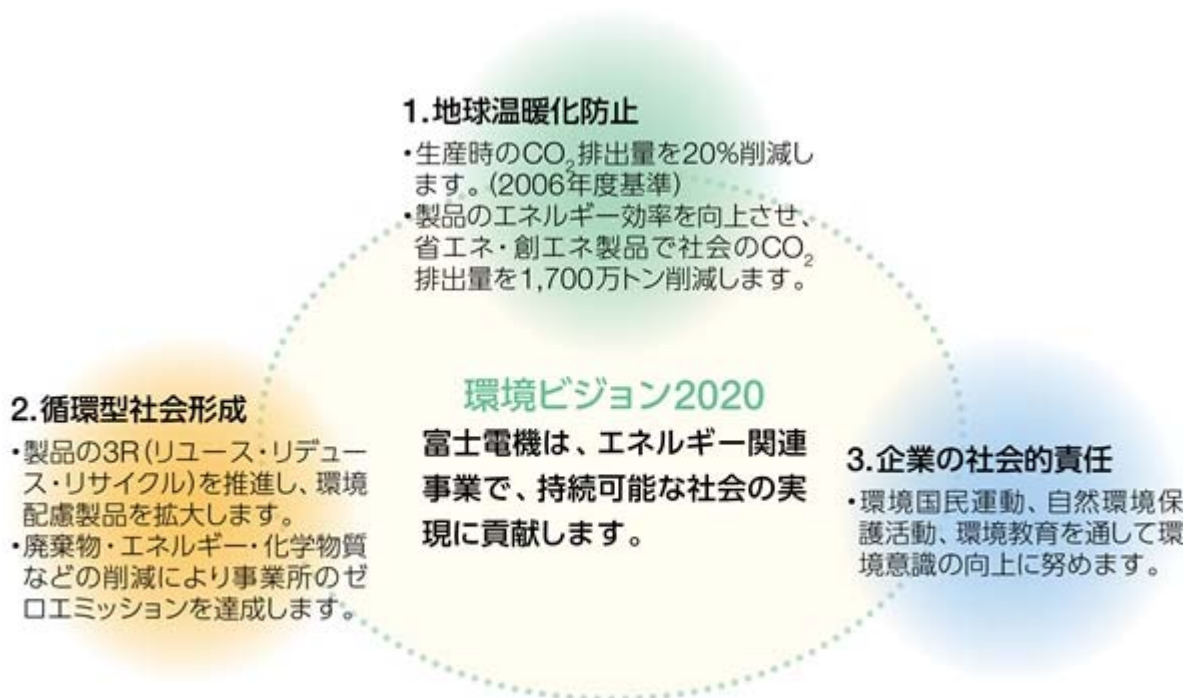 1.地球温暖化防止
・生産時のCO₂排出量を20%削減し
ます。(2006年度基準)
・製品のエネルギー効率を向上させ、
省エネ・創エネ製品で社会のCO₂
排出量を1,700万トン削減します。
環境ビジョン2020
富士電機は、エネルギー関連
事業で、持続可能な社会の実
現に貢献します。
2.循環型社会形成
・製品の3R(リユース・リデュー
ス・リサイクル)を推進し、環境
配慮製品を拡大します。
・廃棄物・エネルギー・化学物質
などの削減により事業所のゼ
ロエミッションを達成します。
3.企業の社会的責任
・環境国民運動、自然環境保
護活動、環境教育を通して環
境意識の向上に努めます。